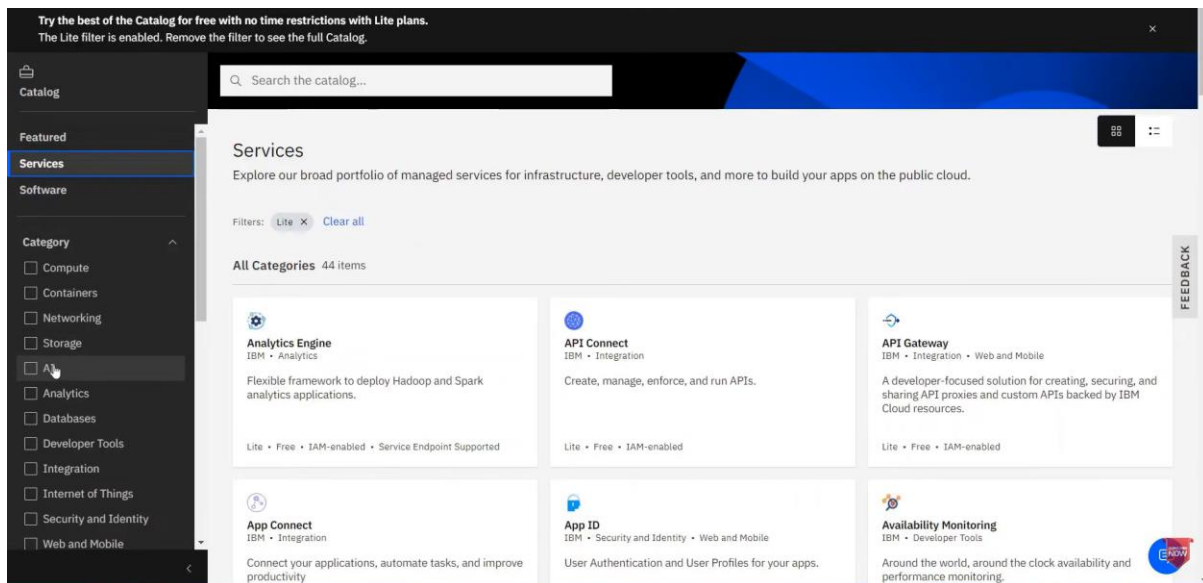 Try the best of the Catalog for free with no time restrictions with Lite plans.
The Lite filter is enabled. Remove the filter to see the full Catalog.
Catalog
Search the catalog...
Featured
Services
Software
Category
Compute
Containers
Networking
Storage
Analytics
Databases
Developer Tools
Integration
Internet of Things
Security and Identity
Web and Mobile
Services
Explore our broad portfolio of managed services for infrastructure, developer tools, and more to build your apps on the public cloud.
Filters: Lite × Clear all
All Categories 44 items
Analytics Engine
IBM • Analytics
Flexible framework to deploy Hadoop and Spark
analytics applications.
Lite • Free • IAM-enabled • Service Endpoint Supported
API Connect
IBM • Integration
Create, manage, enforce, and run APIs.
Lite • Free • IAM-enabled
API Gateway
IBM • Integration • Web and Mobile
A developer-focused solution for creating, securing, and
sharing API proxies and custom APIs backed by IBM
Cloud resources.
Lite • Free • IAM-enabled
App Connect
IBM • Integration
Connect your applications, automate tasks, and improve
productivity
App ID
IBM • Security and Identity • Web and Mobile
User Authentication and User Profiles for your apps.
Availability Monitoring
IBM • Developer Tools
Around the world, around the clock availability and
performance monitoring.
FEEDBACK
NOW